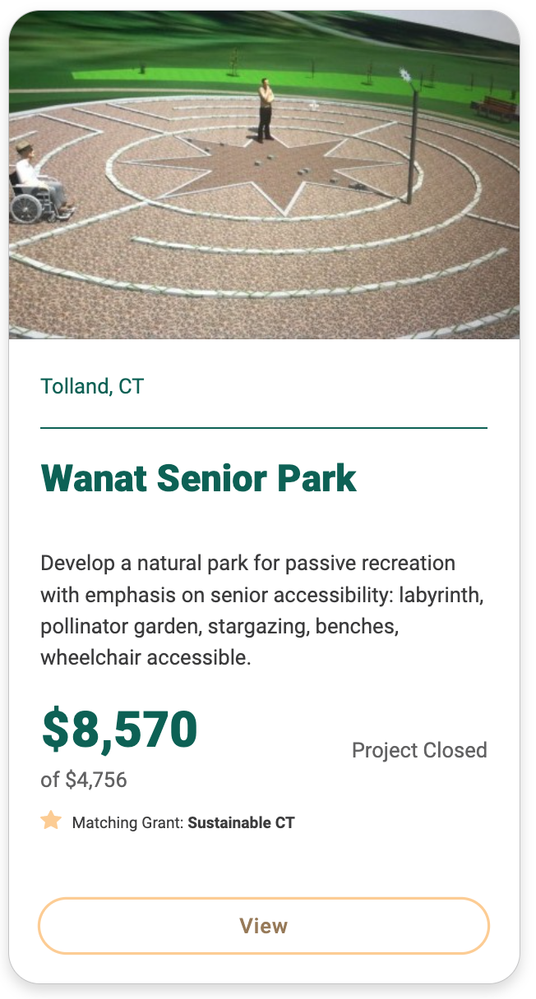 Tolland, CT
Wanat Senior Park
Develop a natural park for passive recreation
with emphasis on senior accessibility: labyrinth,
pollinator garden, stargazing, benches,
wheelchair accessible.
$8,570
Project Closed
of $4,756
Matching Grant: Sustainable CT
View